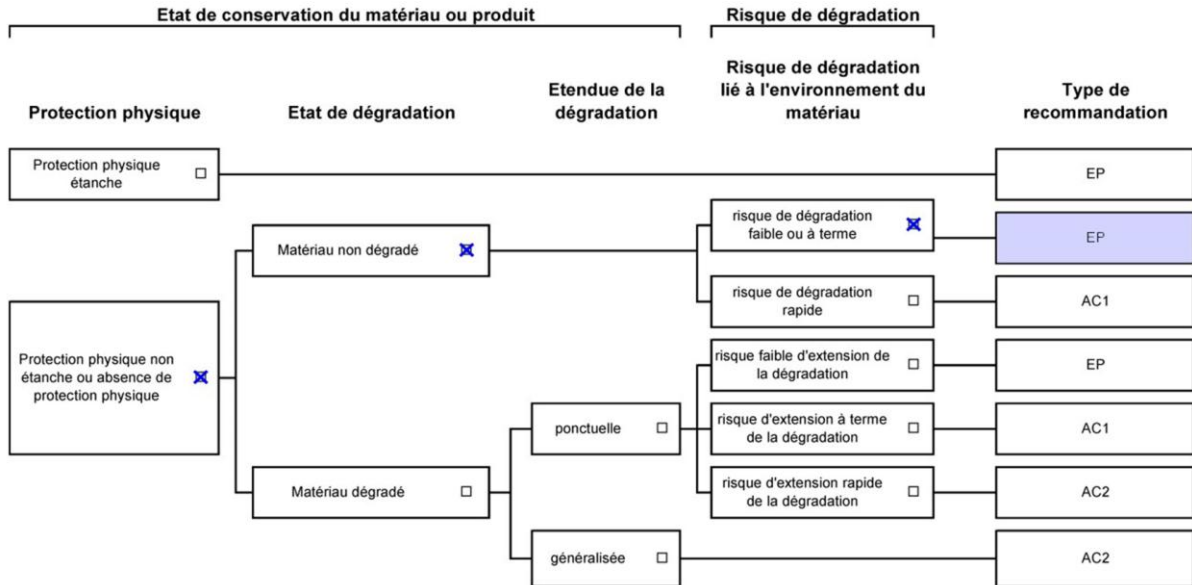 Etat de conservation du matériau ou produit
Risque de dégradation
Protection physique
Etat de dégradation
Etendue de la
dégradation
Risque de dégradation
lié à l'environnement du
matériau
Type de
recommandation
Protection physique
étanche
EP
risque de dégradation
faible ou à terme
EP
Matériau non dégradé
risque de dégradation
rapide
AC1
Protection physique non
étanche ou absence de
protection physique
risque faible d'extension de
la dégradation
EP
ponctuelle
risque d'extension à terme
de la dégradation
AC1
Matériau dégradé
risque d'extension rapide
de la dégradation
AC2
généralisée
AC2